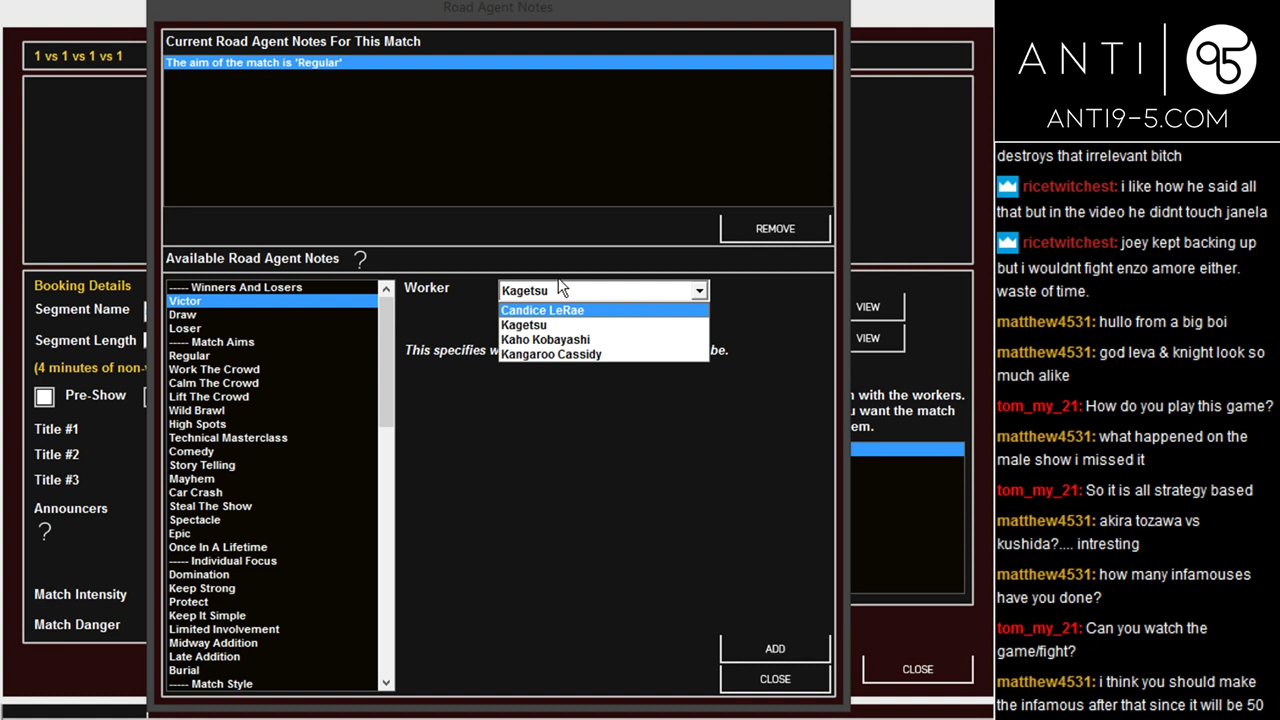 Road Agent Notes
Current Road Agent Notes For This Match
The aim of the match is 'Regular'
REMOVE
Available Road Agent Notes ?
----- Winners And Losers
Victor
Draw
Loser
----- Match Aims
Regular
Work The Crowd
Calm The Crowd
Lift The Crowd
Wild Brawl
High Spots
Technical Masterclass
Comedy
Story Telling
Mayhem
Car Crash
Steal The Show
Spectacle
Epic
Once In A Lifetime
----- Individual Focus
Domination
Keep Strong
Protect
Keep It Simple
Limited Involvement
Midway Addition
Late Addition
Burial
----- Match Style
Worker
Kagetsu
Candice LeRae
Kagetsu
Kaho Kobayashi
Kangaroo Cassidy
This specifies w
be.
ADD
CLOSE
1 vs 1 vs 1 vs 1
Booking Details
Segment Name
Segment Length
(4 minutes of non-
Pre-Show
Title #1
Title #2
Title #3
Announcers
?
Match Intensity
Match Danger
VIEW
VIEW
with the workers.
u want the match
em.
CLOSE
ANTI | 95
ANTI9-5.COM
destroys that irrelevant bitch
ricetwitchest: i like how he said all
that but in the video he didnt touch janela
ricetwitchest: joey kept backing up
but i wouldnt fight enzo amore either.
waste of time.
matthew4531: hullo from a big boi
matthew4531: god leva & knight look so
much alike
tom_my_21: How do you play this game?
matthew4531: what happened on the
male show i missed it
tom_my_21: So it is all strategy based
matthew4531: akira tozawa vs
kushida?.... intresting
matthew4531: how many infamouses
have you done?
tom_my_21: Can you watch the
game/fight?
matthew4531: i think you should make
the infamous after that since it will be 50